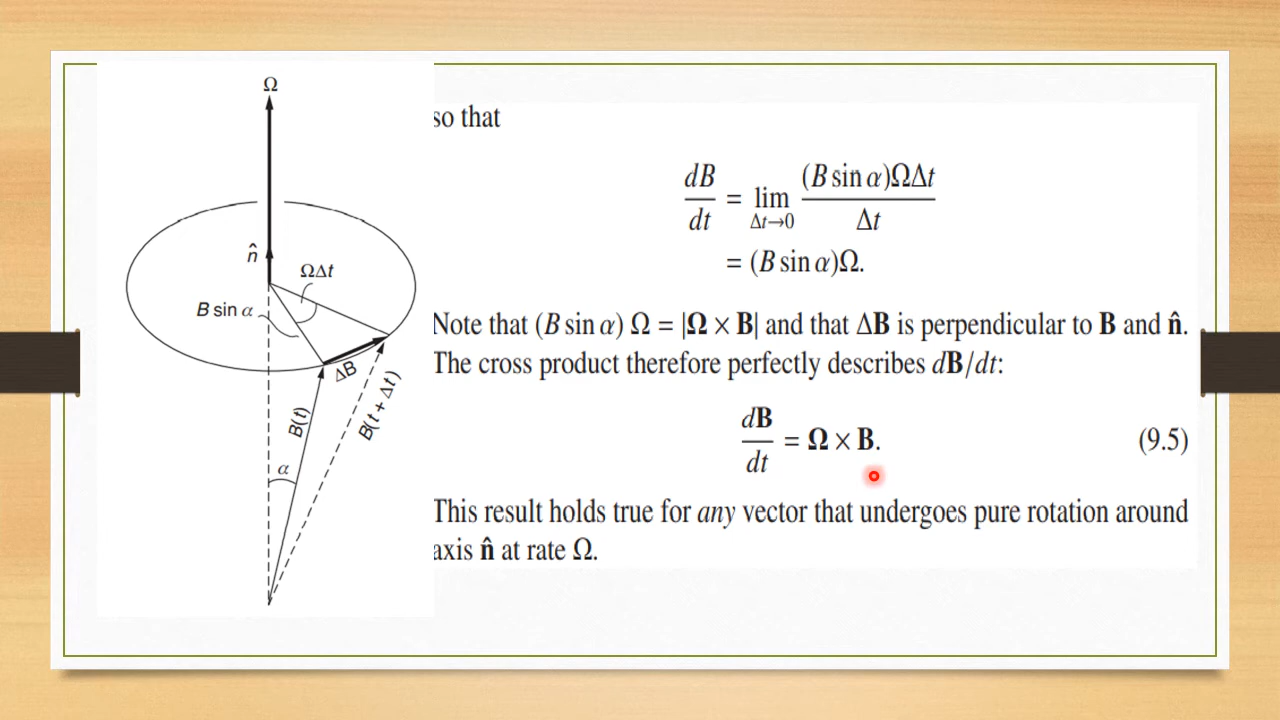 Ω
n̂
ΩΔt
B sin α
ΔB
B(t)
B(t + Δt)
α
so that
dB/dt = lim Δt→0 (B sin α)ΩΔt / Δt
= (B sin α)Ω.
Note that (B sin α) Ω = |Ω × B| and that ΔB is perpendicular to B and n̂.
The cross product therefore perfectly describes dB/dt:
dB/dt = Ω × B. (9.5)
This result holds true for any vector that undergoes pure rotation around
axis n̂ at rate Ω.